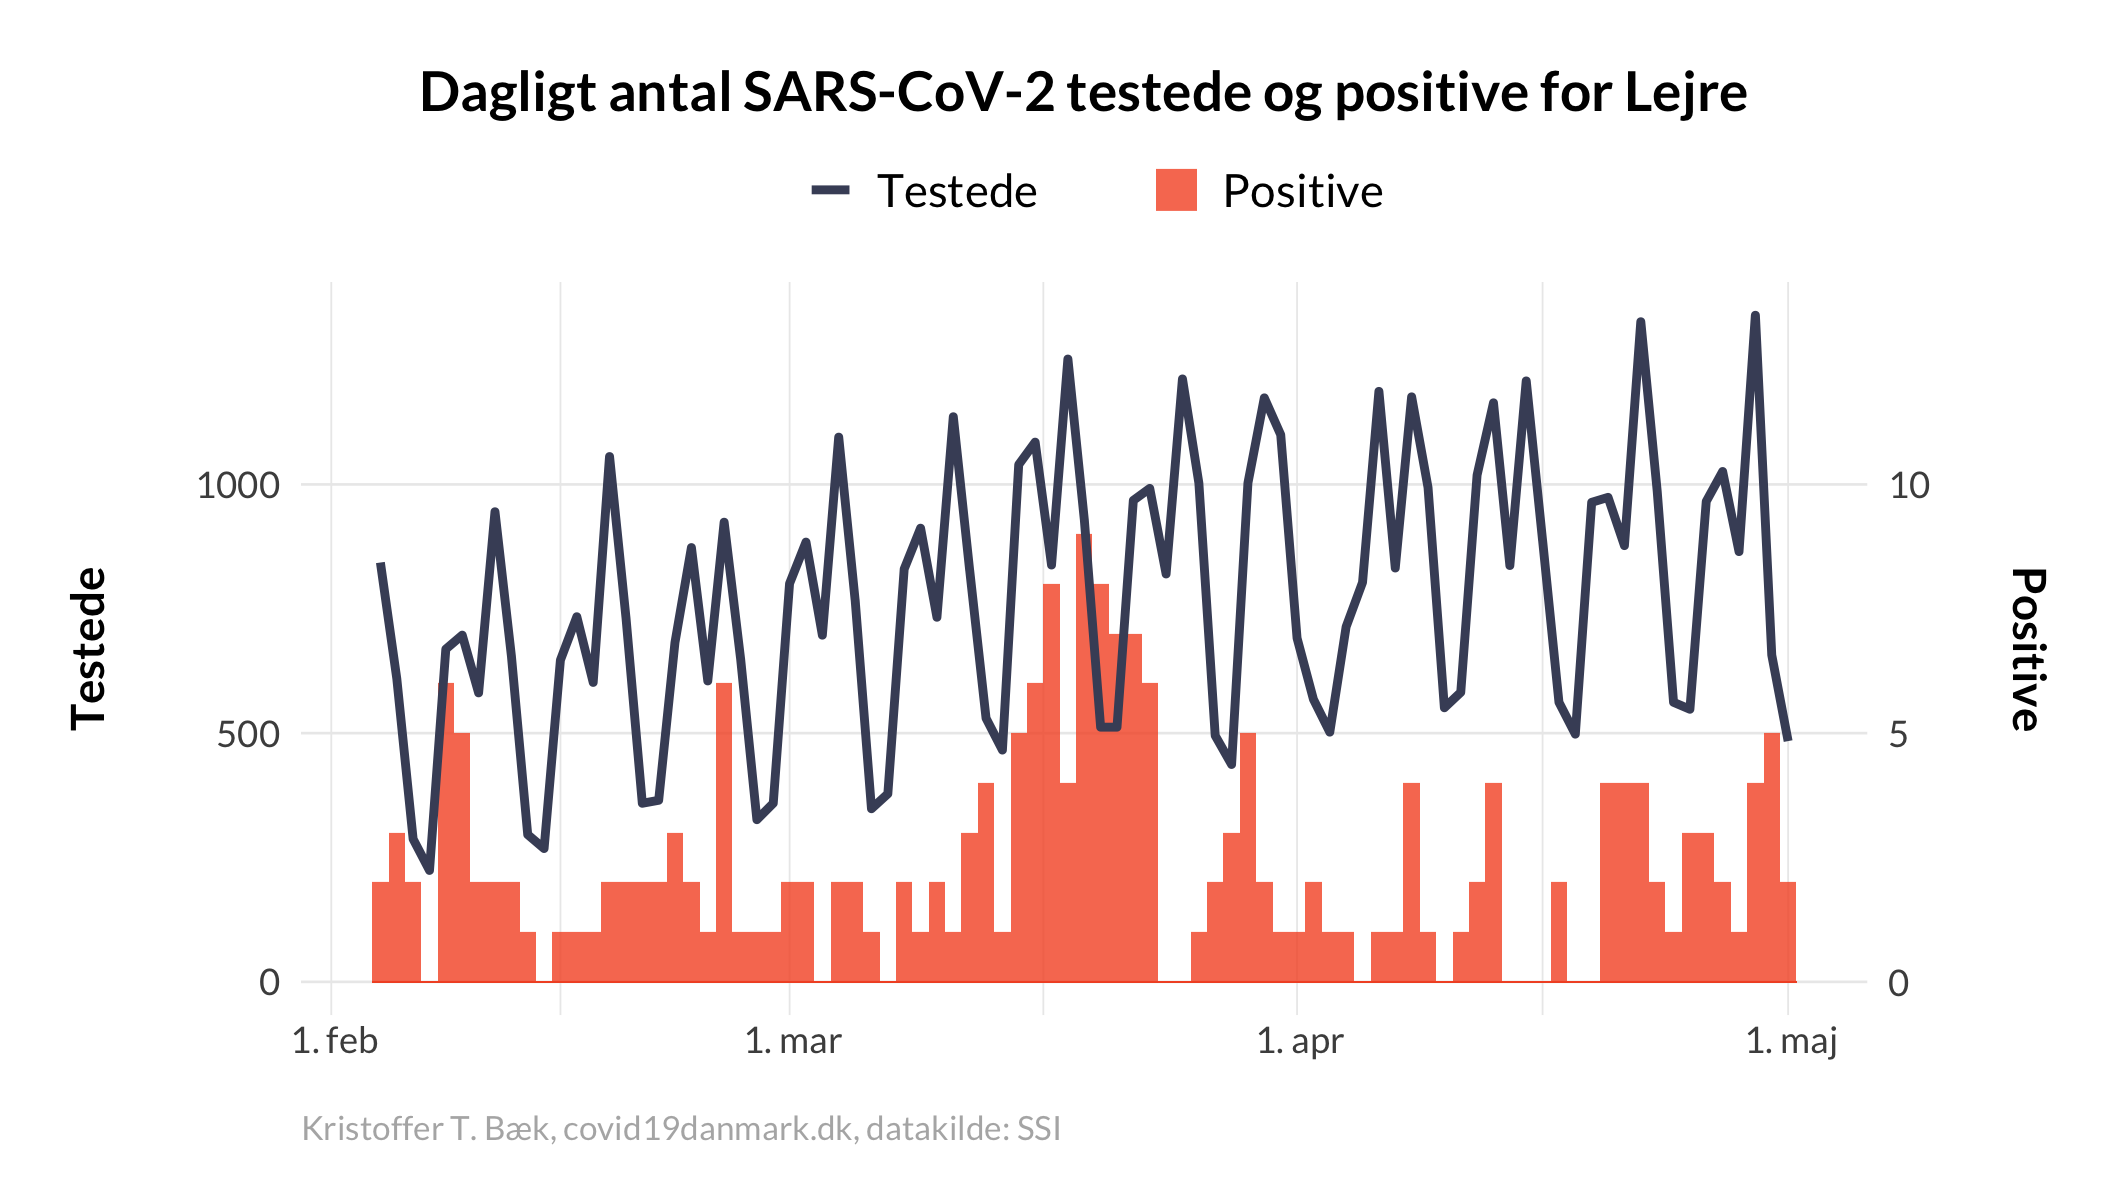 Dagligt antal SARS-CoV-2 testede og positive for Lejre
Testede
Positive
Testede
1000
500
0
10
5
0
Positive
1. feb
1. mar
1. apr
1. maj
Kristoffer T. Bæk, covid19danmark.dk, datakilde: SSI